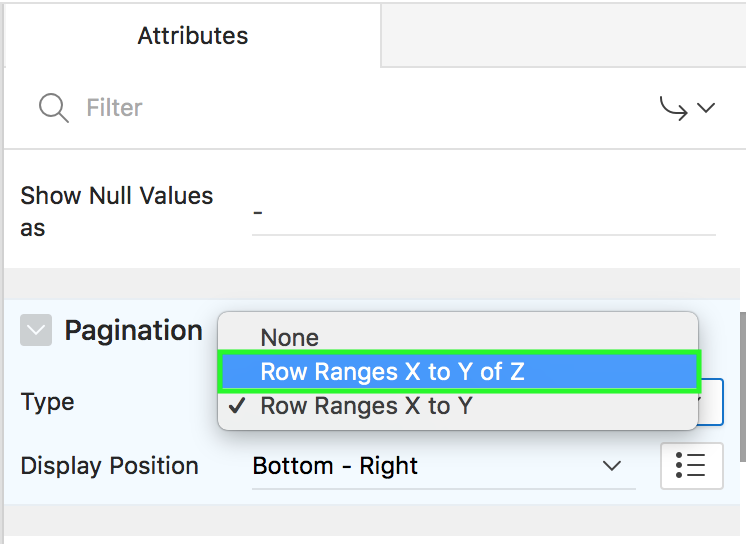 Attributes
Filter
Show Null Values
as
-
Pagination
None
Row Ranges X to Y of Z
Type
✓ Row Ranges X to Y
Display Position
Bottom - Right